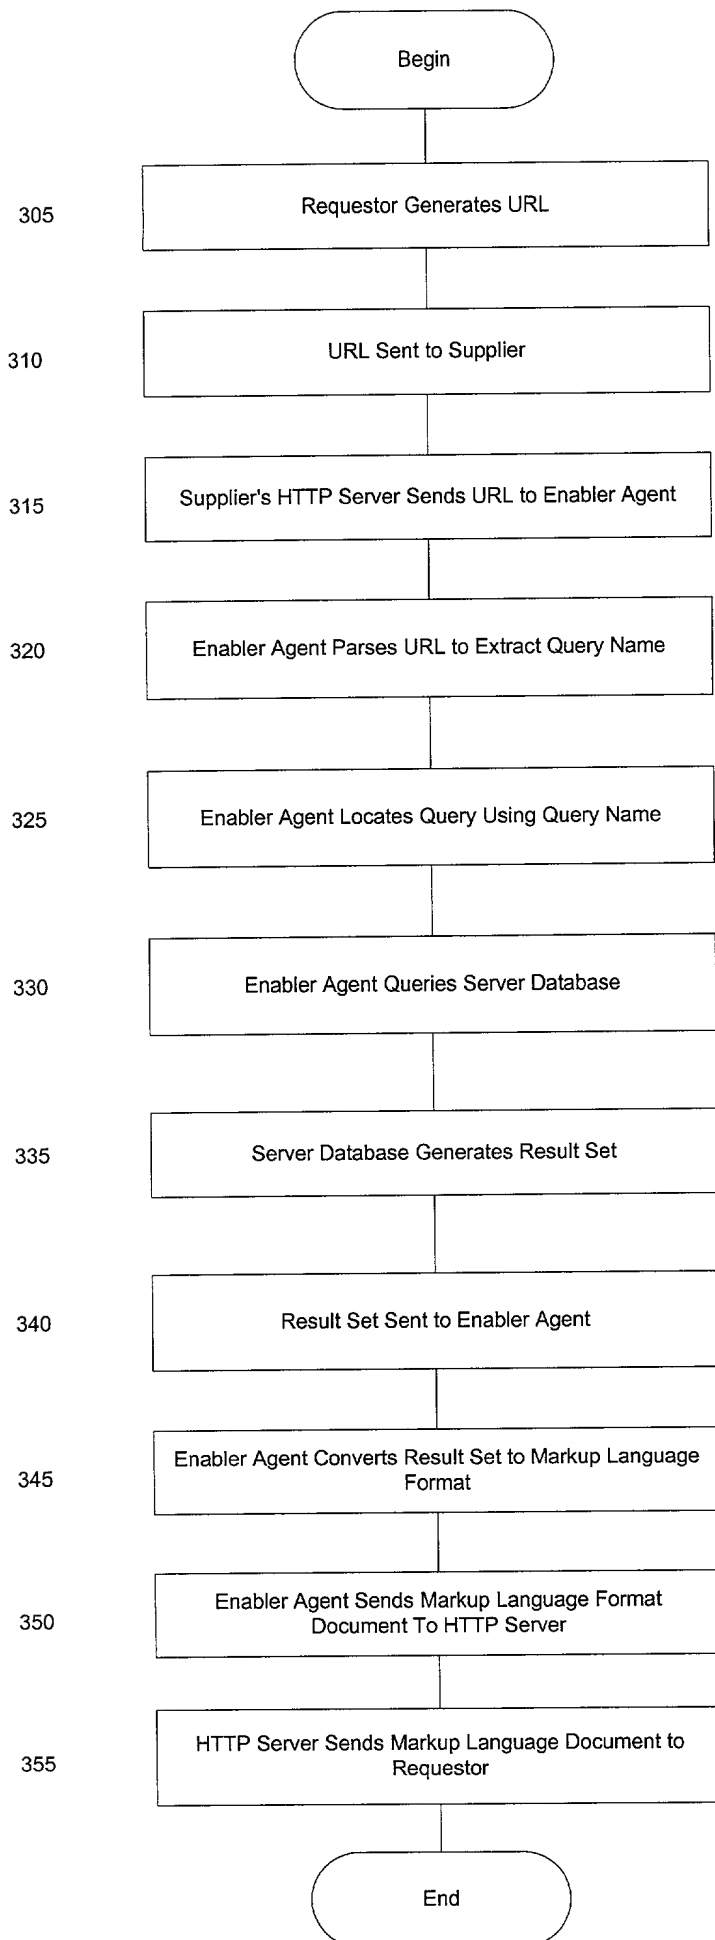 Begin
305
Requestor Generates URL
310
URL Sent to Supplier
315
Supplier's HTTP Server Sends URL to Enabler Agent
320
Enabler Agent Parses URL to Extract Query Name
325
Enabler Agent Locates Query Using Query Name
330
Enabler Agent Queries Server Database
335
Server Database Generates Result Set
340
Result Set Sent to Enabler Agent
345
Enabler Agent Converts Result Set to Markup Language
Format
350
Enabler Agent Sends Markup Language Format
Document To HTTP Server
355
HTTP Server Sends Markup Language Document to
Requestor
End